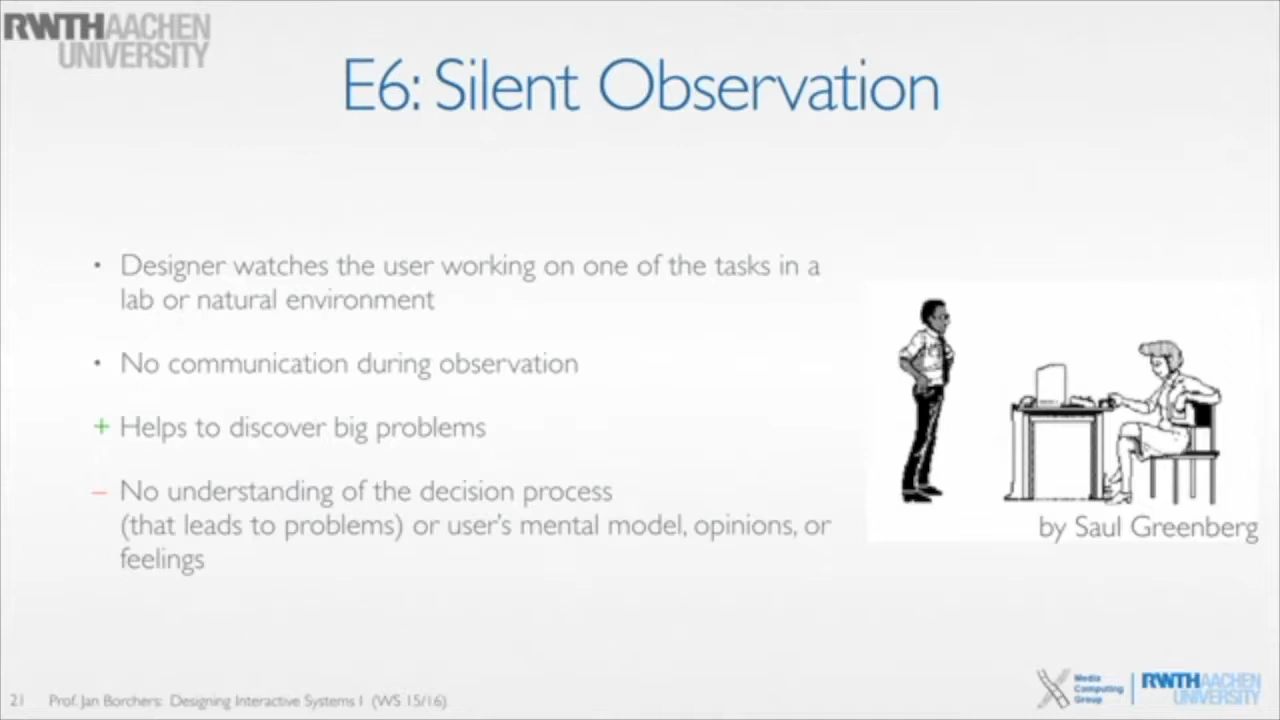 RWTHAACHEN
UNIVERSITY
E6: Silent Observation
• Designer watches the user working on one of the tasks in a
lab or natural environment
• No communication during observation
+ Helps to discover big problems
– No understanding of the decision process
(that leads to problems) or user's mental model, opinions, or
feelings
by Saul Greenberg
21 Prof. Jan Borchers: Designing Interactive Systems I (WS 15/16)
Media
Computing
Group
RWTHAACHEN
UNIVERSITY